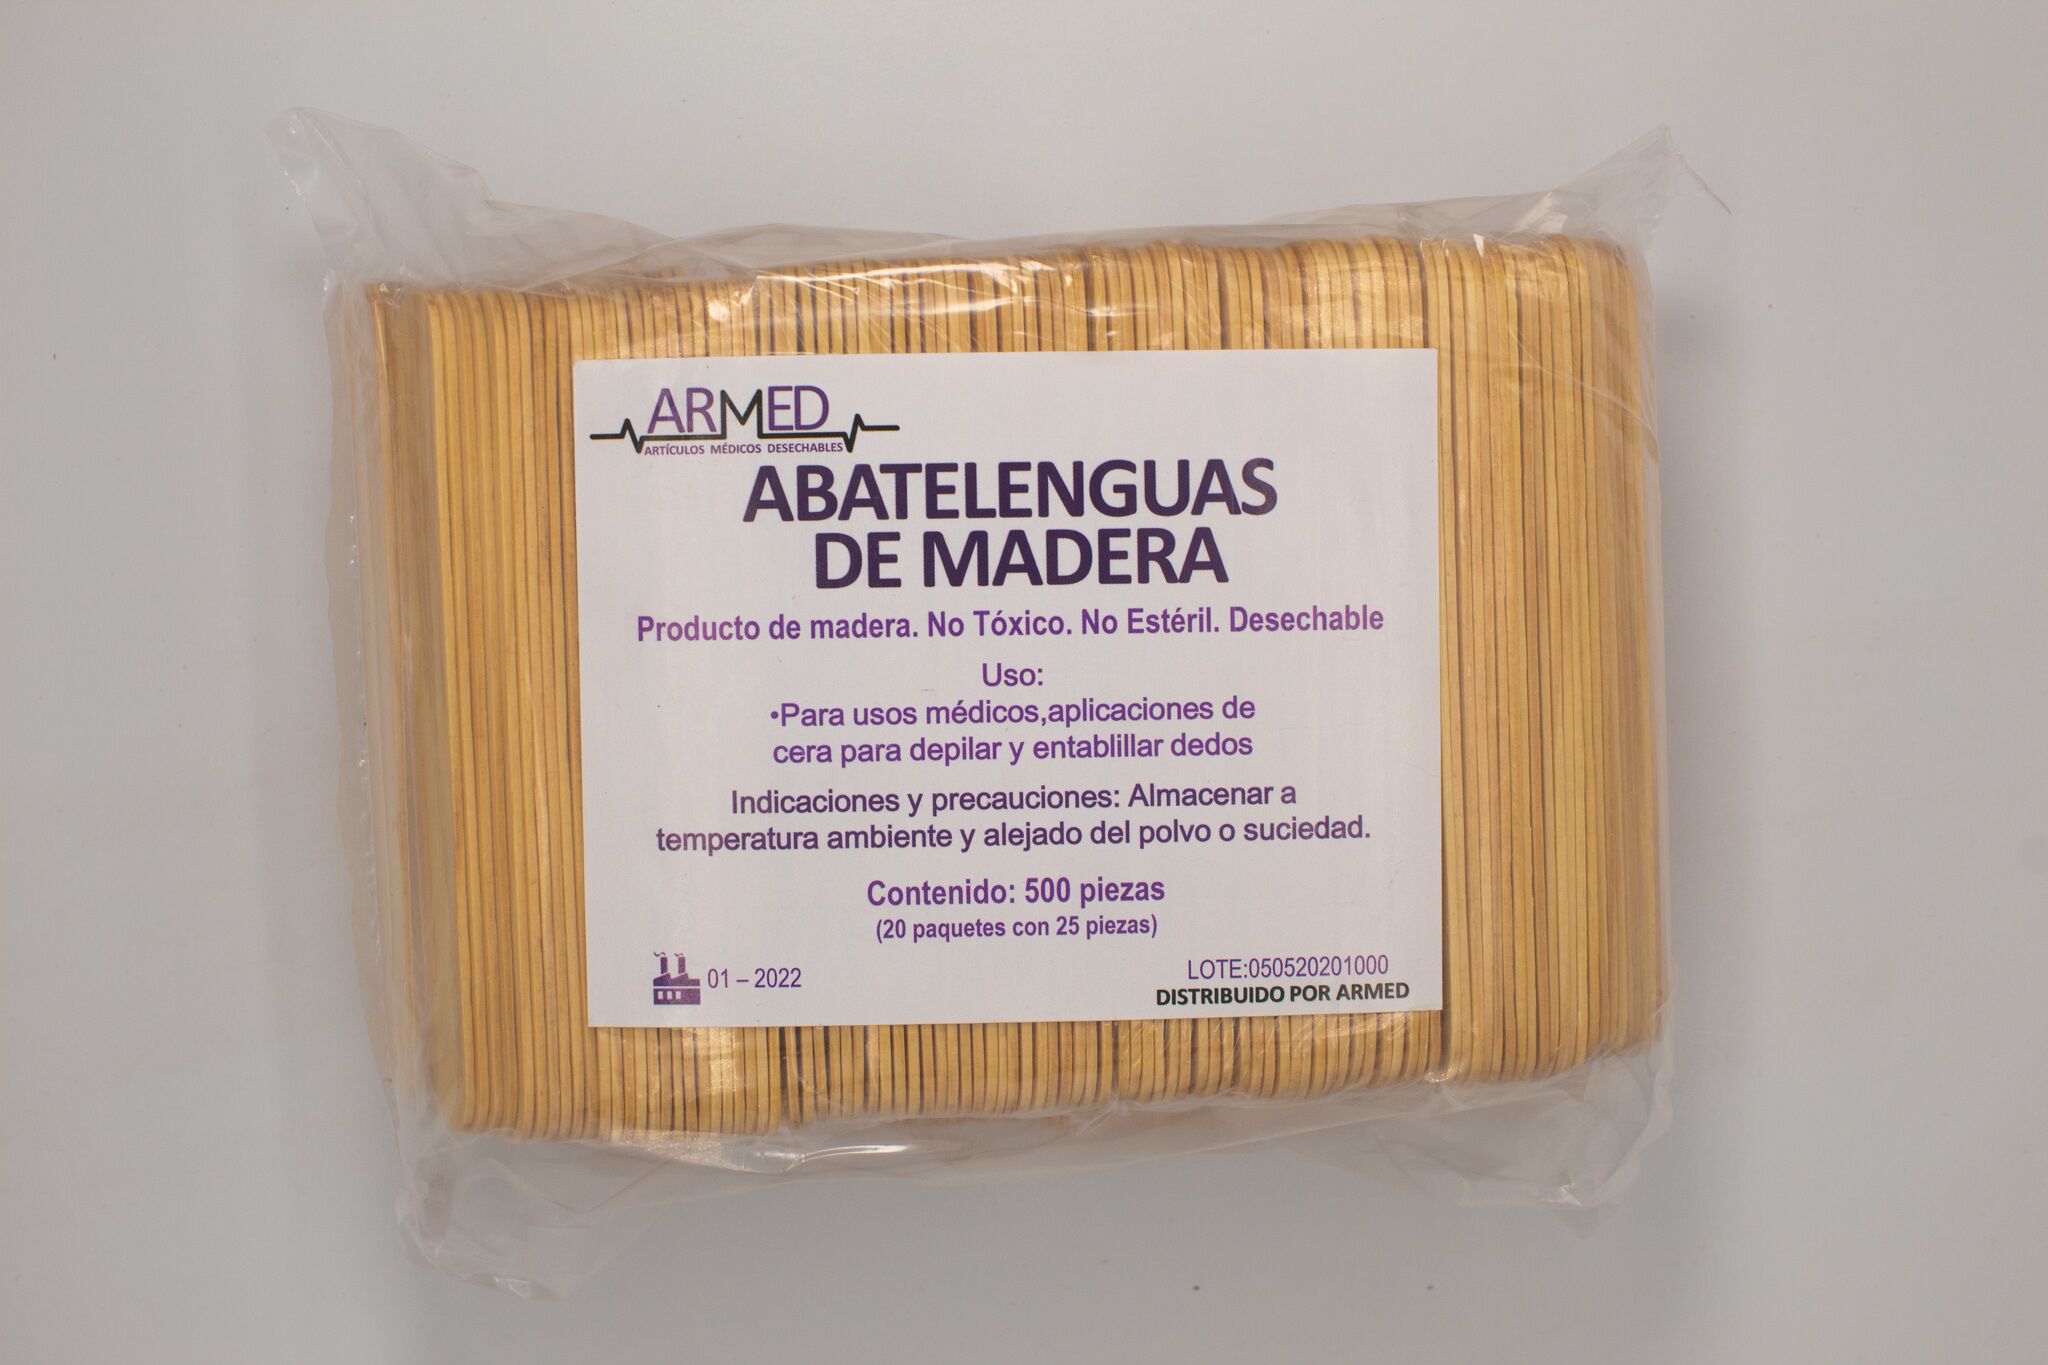 ARMED
ARTÍCULOS MÉDICOS DESECHABLES
ABATELENGUAS
DE MADERA
Producto de madera. No Tóxico. No Estéril. Desechable
Uso:
•Para usos médicos,aplicaciones de
cera para depilar y entablillar dedos
Indicaciones y precauciones: Almacenar a
temperatura ambiente y alejado del polvo o suciedad.
Contenido: 500 piezas
(20 paquetes con 25 piezas)
01 – 2022
LOTE:050520201000
DISTRIBUIDO POR ARMED